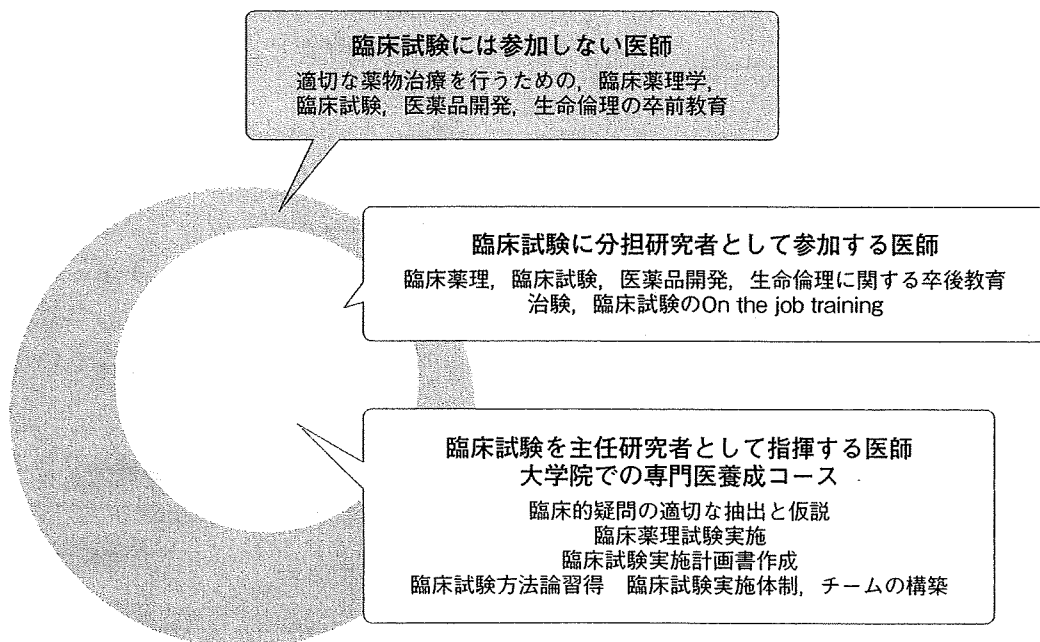 臨床試験には参加しない医師
適切な薬物治療を行うための，臨床薬理学，
臨床試験，医薬品開発，生命倫理の卒前教育
臨床試験に分担研究者として参加する医師
臨床薬理，臨床試験，医薬品開発，生命倫理に関する卒後教育
治験，臨床試験のOn the job training
臨床試験を主任研究者として指揮する医師
大学院での専門医養成コース
臨床的疑問の適切な抽出と仮説
臨床薬理試験実施
臨床試験実施計画書作成
臨床試験方法論習得　臨床試験実施体制，チームの構築